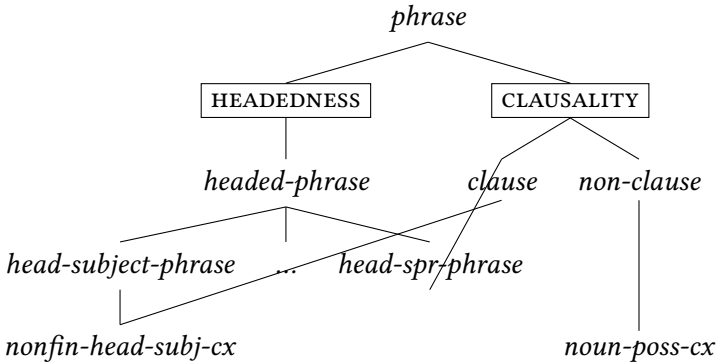 phrase
HEADEDNESS CLAUSALITY
headed-phrase clause non-clause
head-subject-phrase ... head-spr-phrase
nonfin-head-subj-cx noun-poss-cx